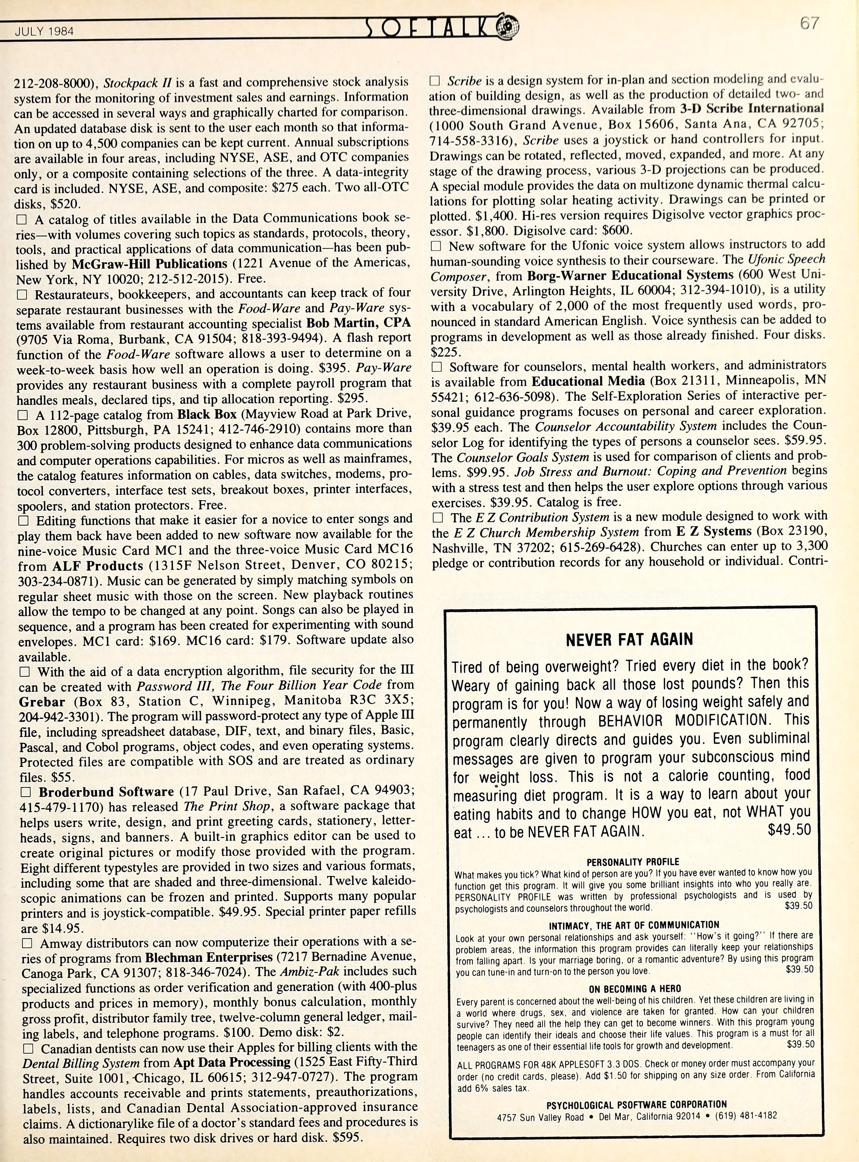 JULY 1984
SOFTALK
67
212-208-8000), Stockpack II is a fast and comprehensive stock analysis
system for the monitoring of investment sales and earnings. Information
can be accessed in several ways and graphically charted for comparison.
An updated database disk is sent to the user each month so that informa-
tion on up to 4,500 companies can be kept current. Annual subscriptions
are available in four areas, including NYSE, ASE, and OTC companies
only, or a composite containing selections of the three. A data-integrity
card is included. NYSE, ASE, and composite: $275 each. Two all-OTC
disks, $520.
□ A catalog of titles available in the Data Communications book se-
ries—with volumes covering such topics as standards, protocols, theory,
tools, and practical applications of data communication—has been pub-
lished by McGraw-Hill Publications (1221 Avenue of the Americas,
New York, NY 10020; 212-512-2015). Free.
□ Restaurateurs, bookkeepers, and accountants can keep track of four
separate restaurant businesses with the Food-Ware and Pay-Ware sys-
tems available from restaurant accounting specialist Bob Martin, CPA
(9705 Via Roma, Burbank, CA 91504; 818-393-9494). A flash report
function of the Food-Ware software allows a user to determine on a
week-to-week basis how well an operation is doing. $395. Pay-Ware
provides any restaurant business with a complete payroll program that
handles meals, declared tips, and tip allocation reporting. $295.
□ A 112-page catalog from Black Box (Mayview Road at Park Drive,
Box 12800, Pittsburgh, PA 15241; 412-746-2910) contains more than
300 problem-solving products designed to enhance data communications
and computer operations capabilities. For micros as well as mainframes,
the catalog features information on cables, data switches, modems, pro-
tocol converters, interface test sets, breakout boxes, printer interfaces,
spoolers, and station protectors. Free.
□ Editing functions that make it easier for a novice to enter songs and
play them back have been added to new software now available for the
nine-voice Music Card MC1 and the three-voice Music Card MC16
from ALF Products (1315F Nelson Street, Denver, CO 80215;
303-234-0871). Music can be generated by simply matching symbols on
regular sheet music with those on the screen. New playback routines
allow the tempo to be changed at any point. Songs can also be played in
sequence, and a program has been created for experimenting with sound
envelopes. MC1 card: $169. MC16 card: $179. Software update also
available.
□ With the aid of a data encryption algorithm, file security for the III
can be created with Password III, The Four Billion Year Code from
Grebar (Box 83, Station C, Winnipeg, Manitoba R3C 3X5;
204-942-3301). The program will password-protect any type of Apple III
file, including spreadsheet database, DIF, text, and binary files, Basic,
Pascal, and Cobol programs, object codes, and even operating systems.
Protected files are compatible with SOS and are treated as ordinary
files. $55.
□ Broderbund Software (17 Paul Drive, San Rafael, CA 94903;
415-479-1170) has released The Print Shop, a software package that
helps users write, design, and print greeting cards, stationery, letter-
heads, signs, and banners. A built-in graphics editor can be used to
create original pictures or modify those provided with the program.
Eight different typestyles are provided in two sizes and various formats,
including some that are shaded and three-dimensional. Twelve kaleido-
scopic animations can be frozen and printed. Supports many popular
printers and is joystick-compatible. $49.95. Special printer paper refills
are $14.95.
□ Amway distributors can now computerize their operations with a se-
ries of programs from Blechman Enterprises (7217 Bernadine Avenue,
Canoga Park, CA 91307; 818-346-7024). The Ambiz-Pak includes such
specialized functions as order verification and generation (with 400-plus
products and prices in memory), monthly bonus calculation, monthly
gross profit, distributor family tree, twelve-column general ledger, mail-
ing labels, and telephone programs. $100. Demo disk: $2.
□ Canadian dentists can now use their Apples for billing clients with the
Dental Billing System from Apt Data Processing (1525 East Fifty-Third
Street, Suite 1001, Chicago, IL 60615; 312-947-0727). The program
handles accounts receivable and prints statements, preauthorizations,
labels, lists, and Canadian Dental Association-approved insurance
claims. A dictionarylike file of a doctor's standard fees and procedures is
also maintained. Requires two disk drives or hard disk. $595.
□ Scribe is a design system for in-plan and section modeling and evalu-
ation of building design, as well as the production of detailed two- and
three-dimensional drawings. Available from 3-D Scribe International
(1000 South Grand Avenue, Box 15606, Santa Ana, CA 92705;
714-558-3316), Scribe uses a joystick or hand controllers for input.
Drawings can be rotated, reflected, moved, expanded, and more. At any
stage of the drawing process, various 3-D projections can be produced.
A special module provides the data on multizone dynamic thermal calcu-
lations for plotting solar heating activity. Drawings can be printed or
plotted. $1,400. Hi-res version requires Digisolve vector graphics proc-
essor. $1,800. Digisolve card: $600.
□ New software for the Ufonic voice system allows instructors to add
human-sounding voice synthesis to their courseware. The Ufonic Speech
Composer, from Borg-Warner Educational Systems (600 West Uni-
versity Drive, Arlington Heights, IL 60004; 312-394-1010), is a utility
with a vocabulary of 2,000 of the most frequently used words, pro-
nounced in standard American English. Voice synthesis can be added to
programs in development as well as those already finished. Four disks.
$225.
□ Software for counselors, mental health workers, and administrators
is available from Educational Media (Box 21311, Minneapolis, MN
55421; 612-636-5098). The Self-Exploration Series of interactive per-
sonal guidance programs focuses on personal and career exploration.
$39.95 each. The Counselor Accountability System includes the Coun-
selor Log for identifying the types of persons a counselor sees. $59.95.
The Counselor Goals System is used for comparison of clients and prob-
lems. $99.95. Job Stress and Burnout: Coping and Prevention begins
with a stress test and then helps the user explore options through various
exercises. $39.95. Catalog is free.
□ The E Z Contribution System is a new module designed to work with
the E Z Church Membership System from E Z Systems (Box 23190,
Nashville, TN 37202; 615-269-6428). Churches can enter up to 3,300
pledge or contribution records for any household or individual. Contri-
NEVER FAT AGAIN
Tired of being overweight? Tried every diet in the book?
Weary of gaining back all those lost pounds? Then this
program is for you! Now a way of losing weight safely and
permanently through BEHAVIOR MODIFICATION. This
program clearly directs and guides you. Even subliminal
messages are given to program your subconscious mind
for weight loss. This is not a calorie counting, food
measuring diet program. It is a way to learn about your
eating habits and to change HOW you eat, not WHAT you
eat ... to be NEVER FAT AGAIN. $49.50
PERSONALITY PROFILE
What makes you tick? What kind of person are you? If you have ever wanted to know how you
function get this program. It will give you some brilliant insights into who you really are.
PERSONALITY PROFILE was written by professional psychologists and is used by
psychologists and counselors throughout the world. $39.50
INTIMACY, THE ART OF COMMUNICATION
Look at your own personal relationships and ask yourself: "How's it going?" If there are
problem areas, the information this program provides can literally keep your relationships
from falling apart. Is your marriage boring, or a romantic adventure? By using this program
you can tune-in and turn-on to the person you love. $39.50
ON BECOMING A HERO
Every parent is concerned about the well-being of his children. Yet these children are living in
a world where drugs, sex, and violence are taken for granted. How can your children
survive? They need all the help they can get to become winners. With this program young
people can identify their ideals and choose their life values. This program is a must for all
teenagers as one of their essential life tools for growth and development. $39.50
ALL PROGRAMS FOR 48K APPLESOFT 3.3 DOS. Check or money order must accompany your
order (no credit cards, please). Add $1.50 for shipping on any size order. From California
add 6% sales tax.
PSYCHOLOGICAL PSOFTWARE CORPORATION
4757 Sun Valley Road • Del Mar, California 92014 • (619) 481-4182